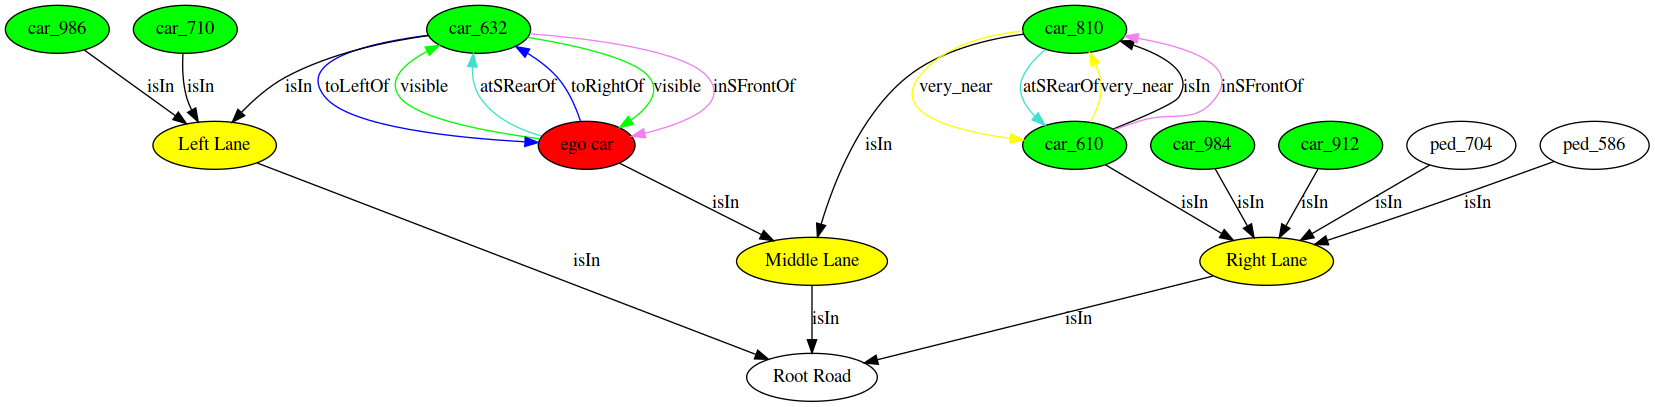 car_986 car_710 car_632 car_810
isIn isIn isIn toLeftOf visible atSRearOf toRightOf visible inSFrontOf very_near atSRearOf very_near isIn inSFrontOf
Left Lane ego car isIn car_610 car_984 car_912 ped_704 ped_586
isIn isIn isIn isIn isIn isIn
isIn Middle Lane Right Lane
isIn isIn
Root Road